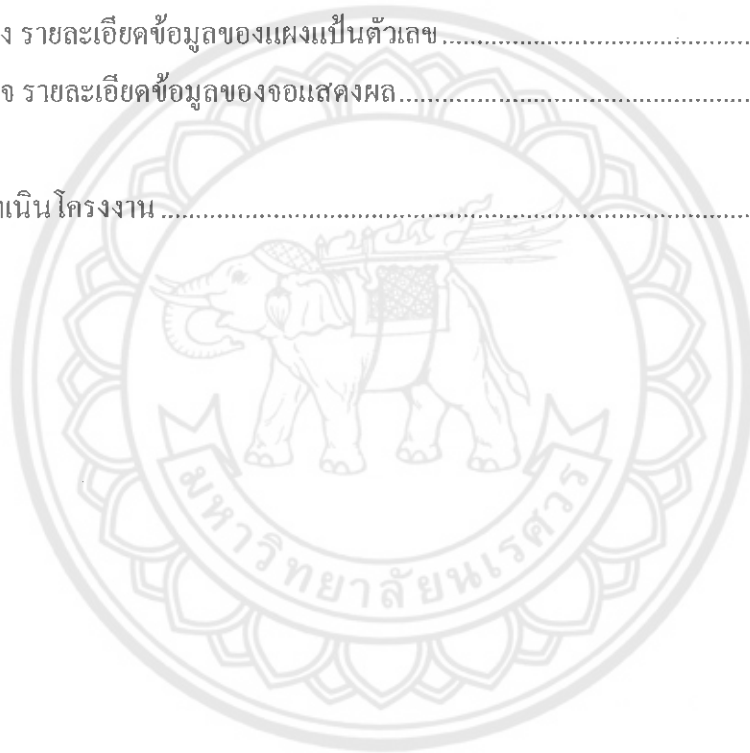 ง รายละเอียดข้อมูลของแผงแป้นตัวเลข
จ รายละเอียดข้อมูลของจอแสดงผล
เนินโครงงาน
มหาวิทยาลัยนเรศวร